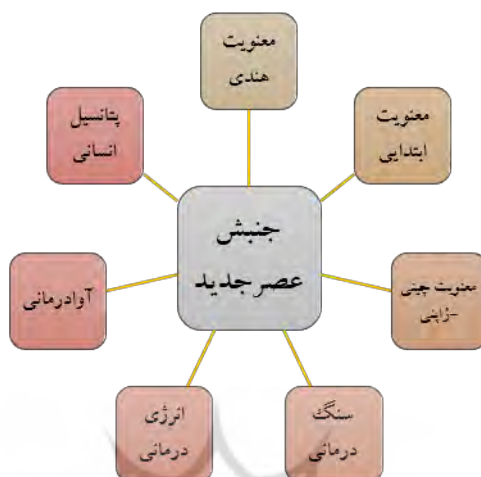 معنویت
هندی
معنویت
ابتدایی
معنویت چینی
-ژاپنی
سنگ
درمانی
انرژی
درمانی
آوادرمانی
پتانسیل
انسانی
جنبش
عصر جدید